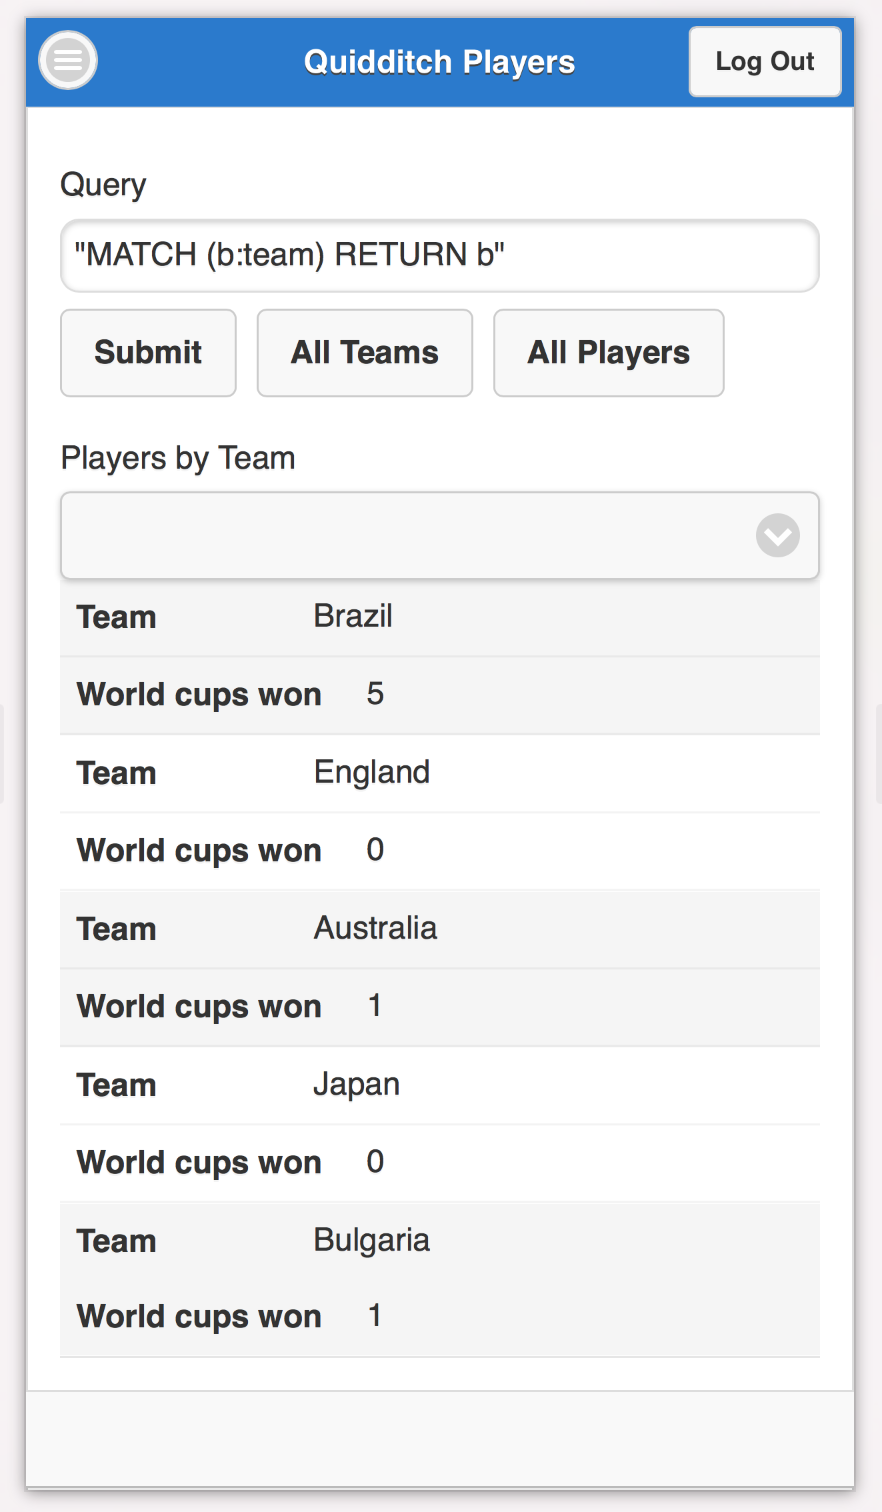 Quidditch Players
Log Out
Query
"MATCH (b:team) RETURN b"
Submit All Teams All Players
Players by Team
Team Brazil
World cups won 5
Team England
World cups won 0
Team Australia
World cups won 1
Team Japan
World cups won 0
Team Bulgaria
World cups won 1